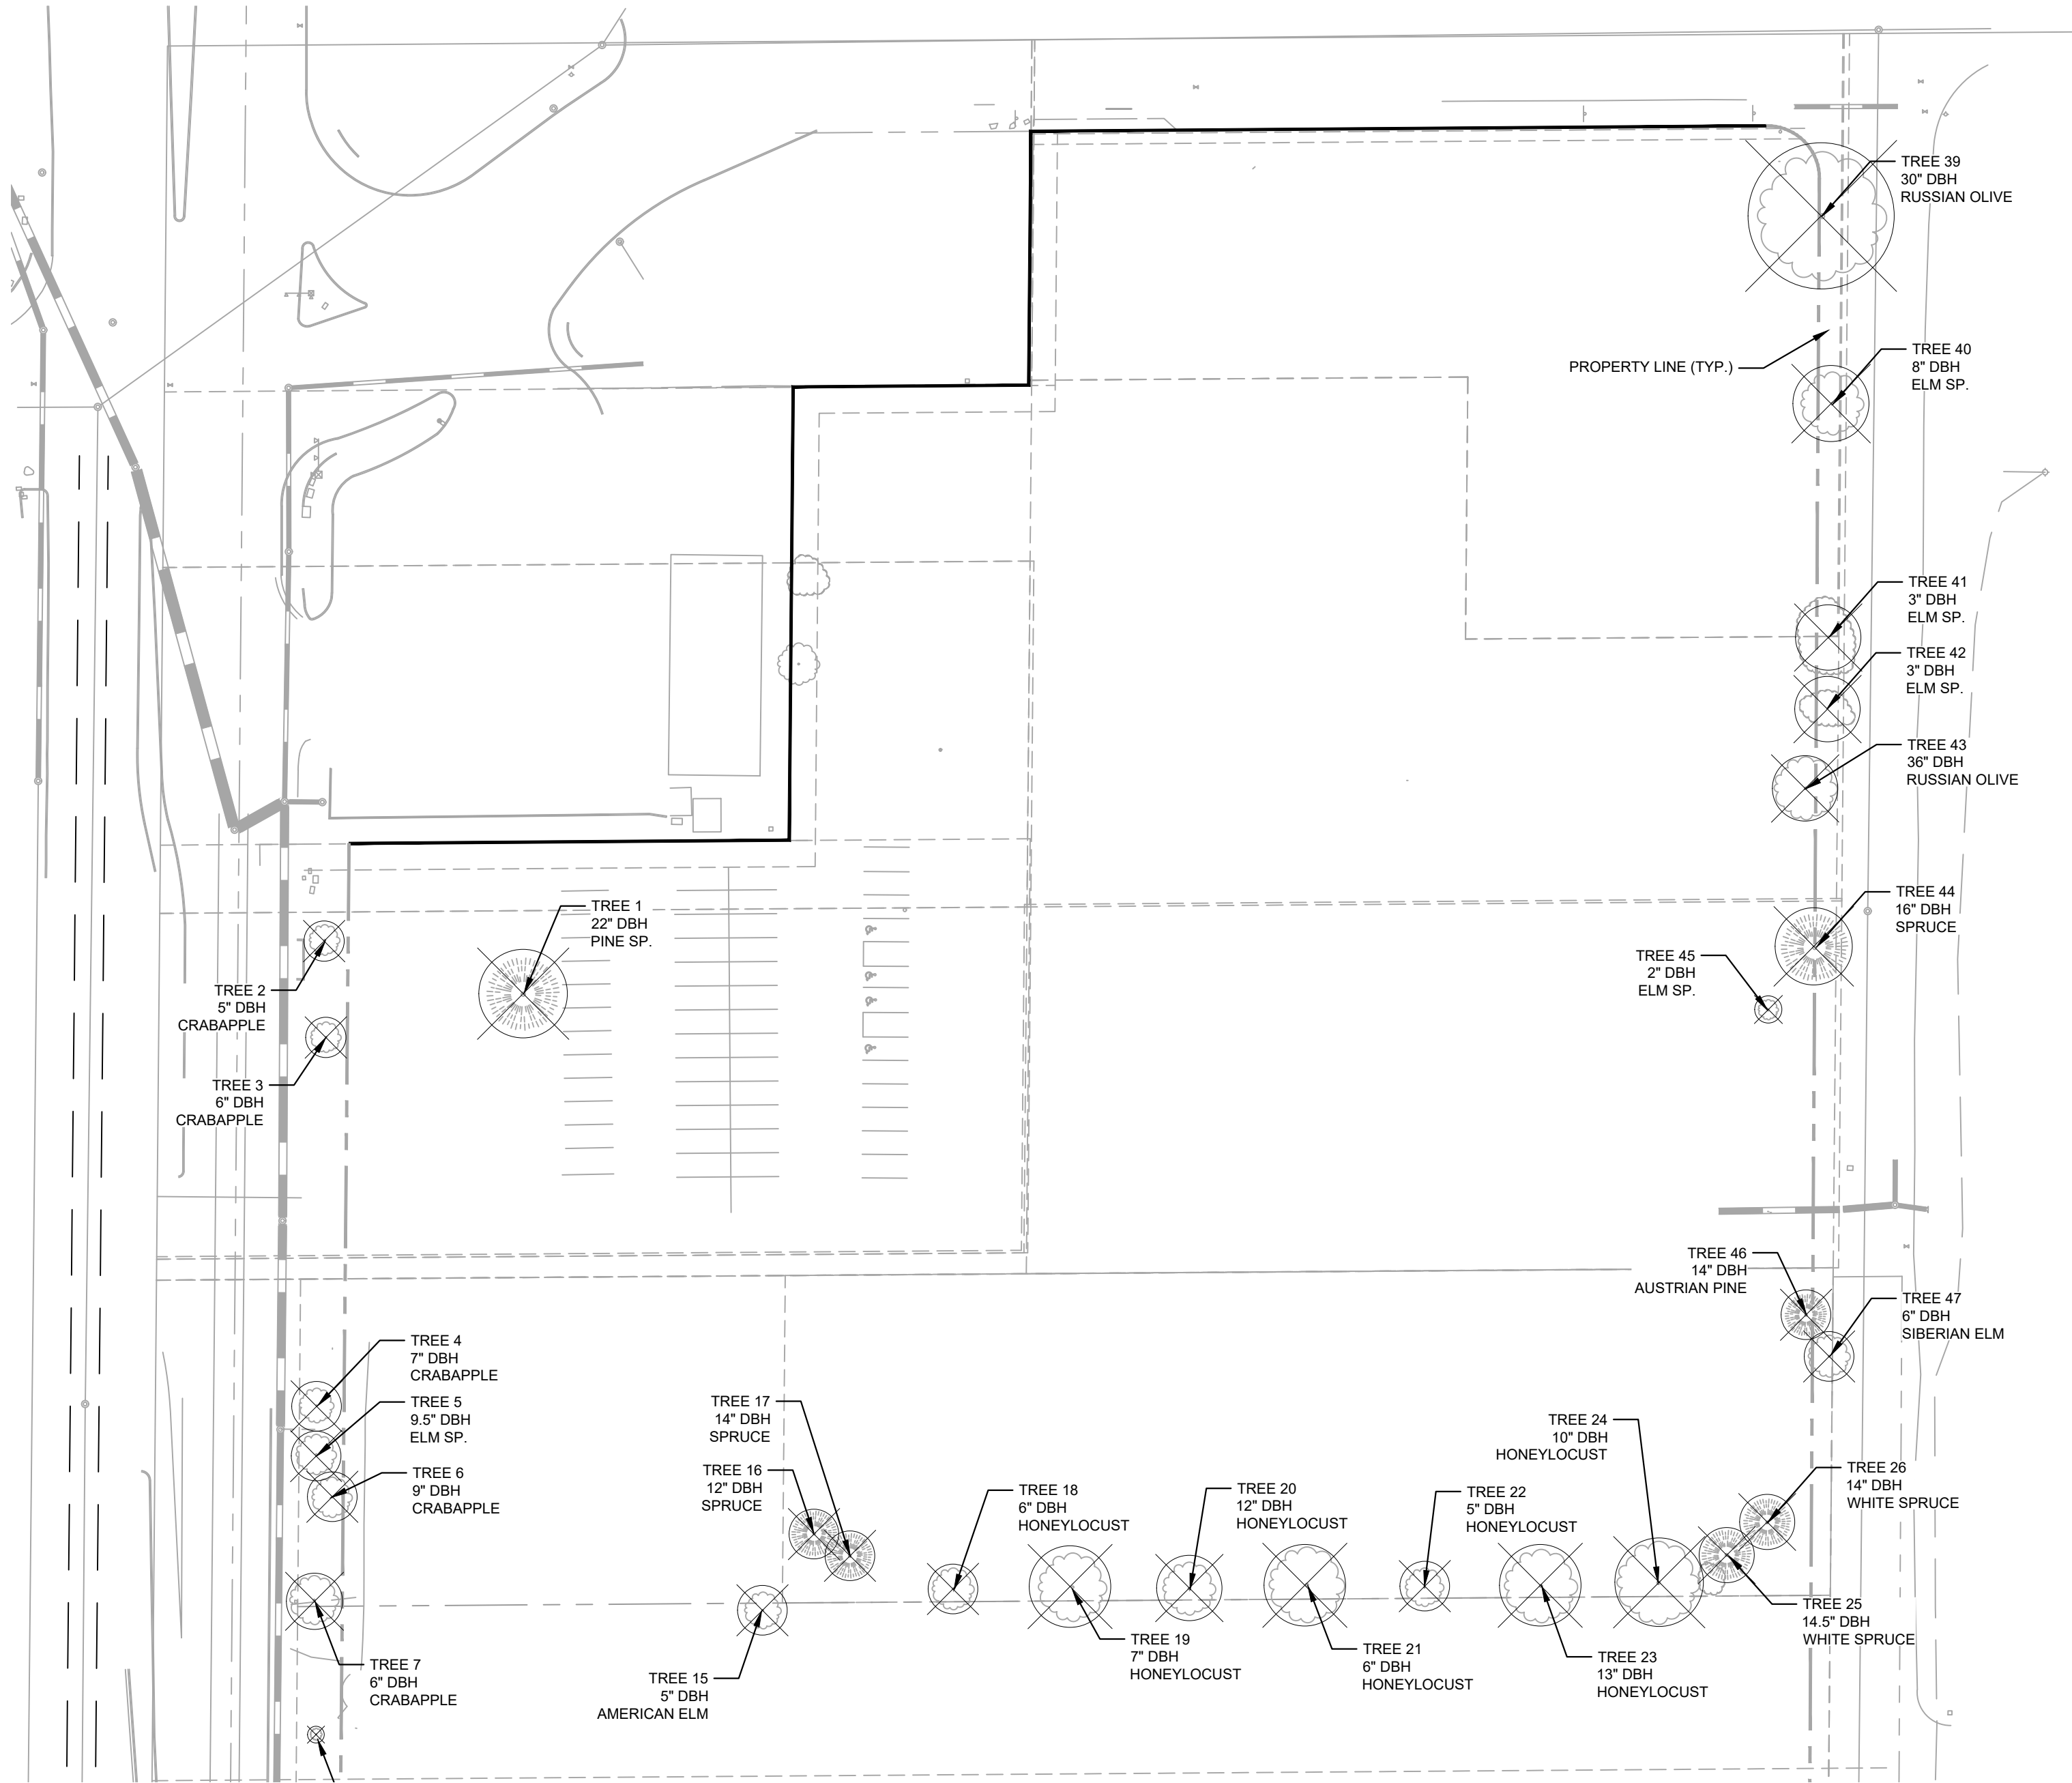 TREE 39
30" DBH
RUSSIAN OLIVE
PROPERTY LINE (TYP.)
TREE 40
8" DBH
ELM SP.
TREE 41
3" DBH
ELM SP.
TREE 42
3" DBH
ELM SP.
TREE 43
36" DBH
RUSSIAN OLIVE
TREE 1
22" DBH
PINE SP.
TREE 44
16" DBH
SPRUCE
TREE 45
2" DBH
ELM SP.
TREE 2
5" DBH
CRABAPPLE
TREE 3
6" DBH
CRABAPPLE
TREE 46
14" DBH
AUSTRIAN PINE
TREE 47
6" DBH
SIBERIAN ELM
TREE 4
7" DBH
CRABAPPLE
TREE 5
9.5" DBH
ELM SP.
TREE 6
9" DBH
CRABAPPLE
TREE 17
14" DBH
SPRUCE
TREE 16
12" DBH
SPRUCE
TREE 18
6" DBH
HONEYLOCUST
TREE 20
12" DBH
HONEYLOCUST
TREE 22
5" DBH
HONEYLOCUST
TREE 24
10" DBH
HONEYLOCUST
TREE 26
14" DBH
WHITE SPRUCE
TREE 25
14.5" DBH
WHITE SPRUCE
TREE 7
6" DBH
CRABAPPLE
TREE 15
5" DBH
AMERICAN ELM
TREE 19
7" DBH
HONEYLOCUST
TREE 21
6" DBH
HONEYLOCUST
TREE 23
13" DBH
HONEYLOCUST